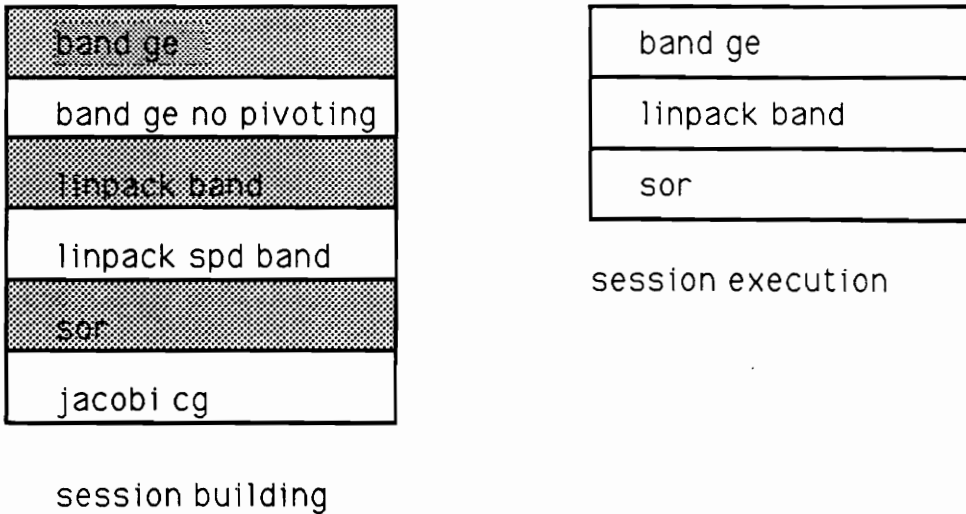 band ge
band ge no pivoting
linpack band
linpack spd band
sor
jacobi cg
session building
band ge
linpack band
sor
session execution